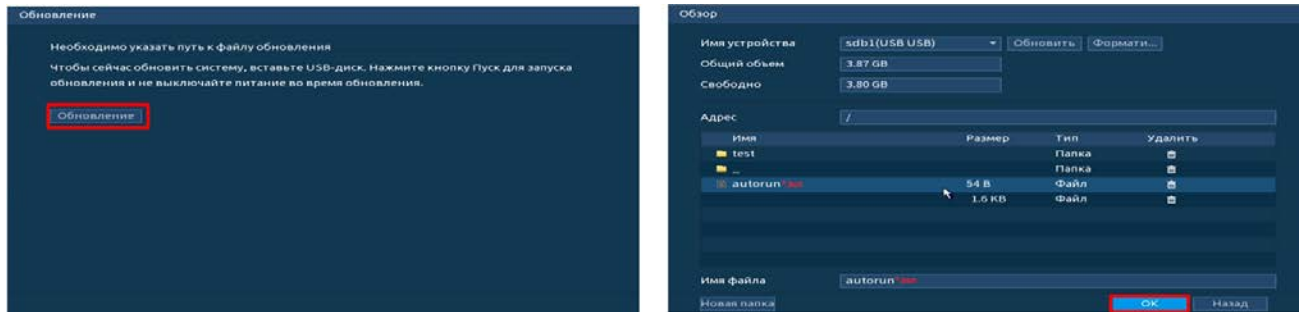 Обновление
Необходимо указать путь к файлу обновления
Чтобы сейчас обновить систему, вставьте USB-диск. Нажмите кнопку Пуск для запуска
обновления и не выключайте питание во время обновления.
Обновление
Обзор
Имя устройства sdb1(USB USB) Обновить Формати...
Общий объем 3.87 GB
Свободно 3.80 GB
Адрес /
Имя Размер Тип Удалить
test Папка
Папка
autorun 54 B Файл
1.6 KB Файл
Имя файла autorun
Новая папка OK Назад